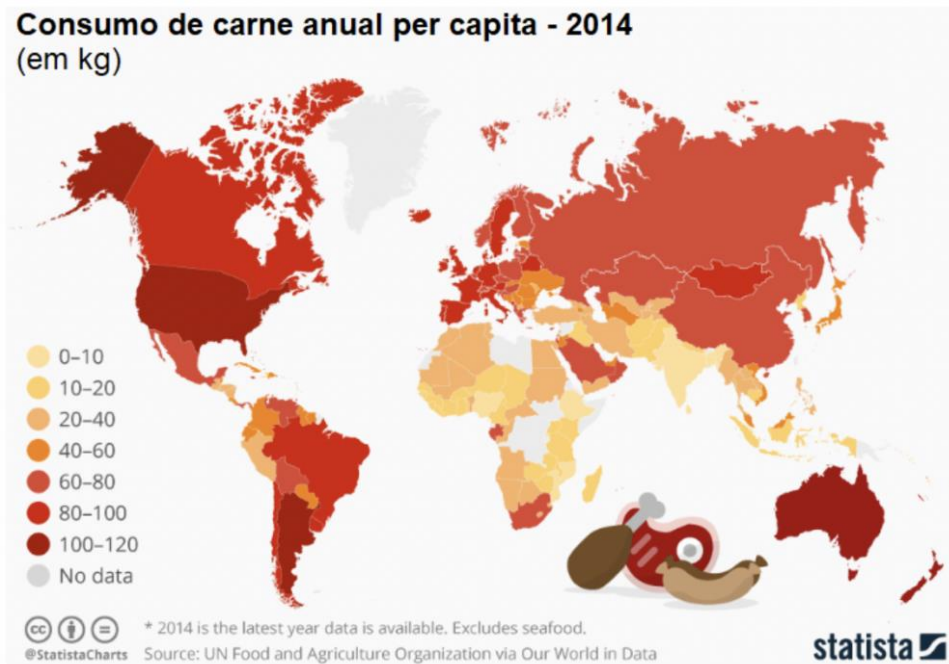 Consumo de carne anual per capita - 2014
(em kg)
0–10
10–20
20–40
40–60
60–80
80–100
100–120
No data
cc
@StatistaCharts
* 2014 is the latest year data is available. Excludes seafood.
Source: UN Food and Agriculture Organization via Our World in Data
statista